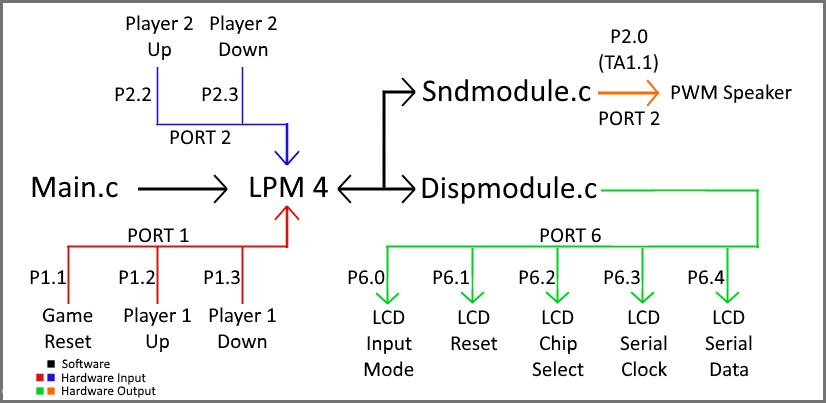 Player 2
Up
Player 2
Down
P2.2
P2.3
PORT 2
P2.0
(TA1.1)
Sndmodule.c
PWM Speaker
PORT 2
Main.c
LPM 4
Dispmodule.c
PORT 1
PORT 6
P1.1
P1.2
P1.3
P6.0
P6.1
P6.2
P6.3
P6.4
Game
Reset
Player 1
Up
Player 1
Down
LCD
Input
Mode
LCD
Reset
LCD
Chip
Select
LCD
Serial
Clock
LCD
Serial
Data
Software
Hardware Input
Hardware Output